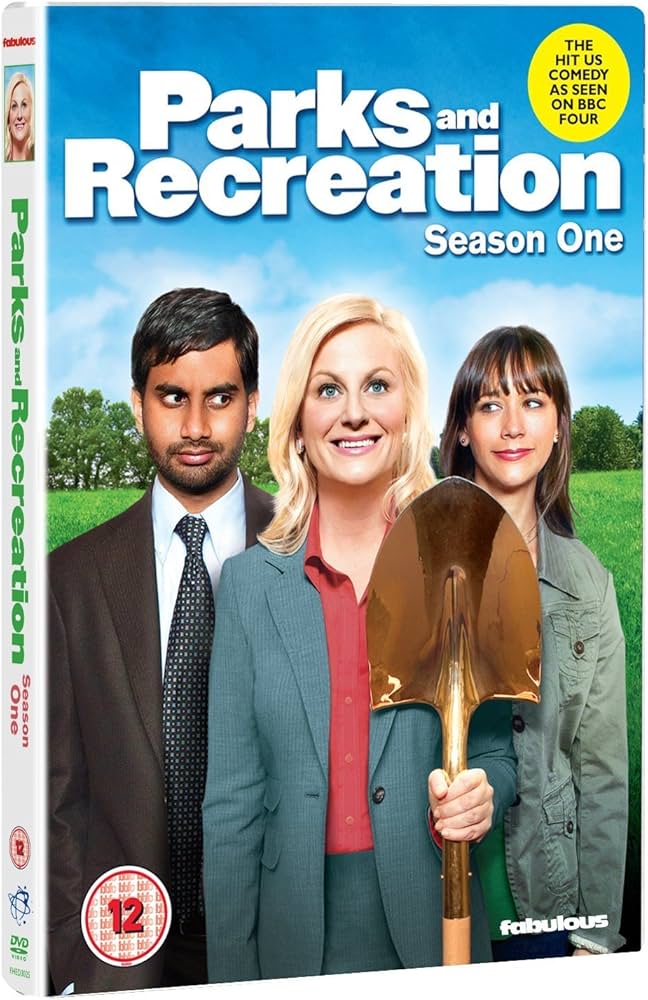 fabulous
Parks and Recreation
Season
One
12
DVD
VIDEO
THE
HIT US
COMEDY
AS SEEN
ON BBC
FOUR
Parks and
Recreation
Season One
bbfc
12
fabulous